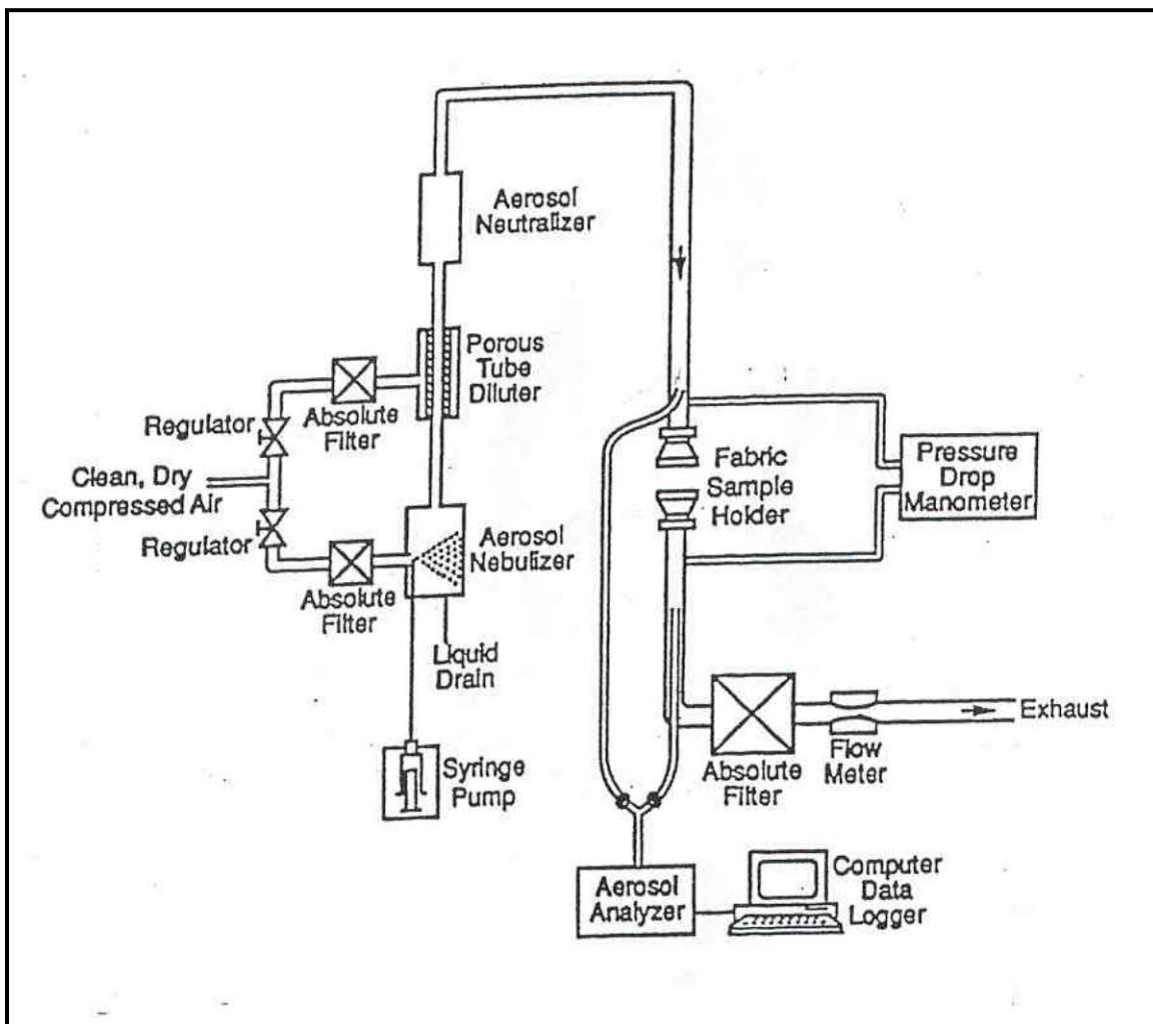 Aerosol
Neutralizer
Porous
Tube
Diluter
Regulator
Absolute
Filter
Clean, Dry
Compressed Air
Regulator
Absolute
Filter
Aerosol
Nebulizer
Liquid
Drain
Syringe
Pump
Fabric
Sample
Holder
Pressure
Drop
Manometer
Absolute
Filter
Flow
Meter
Exhaust
Aerosol
Analyzer
Computer
Data
Logger